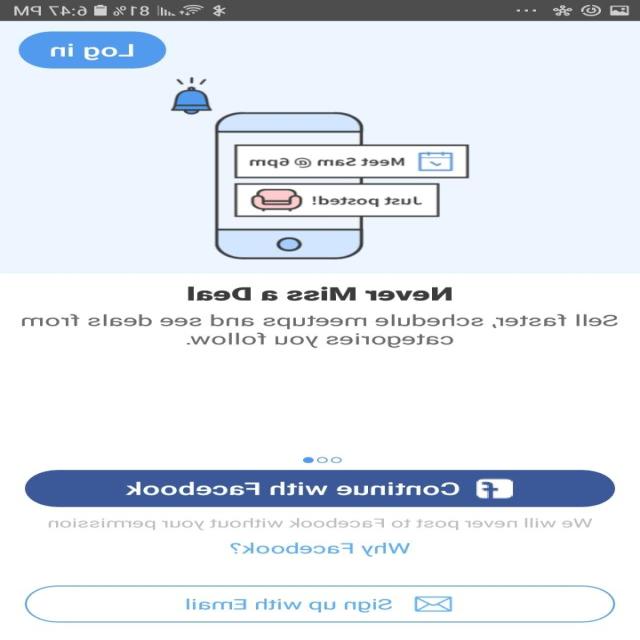 81% 6:47 PM
Log in
Meet Sam @ 6pm
Just posted!
Never Miss a Deal
Sell faster, schedule meetups and see deals from
categories you follow.
Continue with Facebook
We will never post to Facebook without your permission
Why Facebook?
Sign up with Email